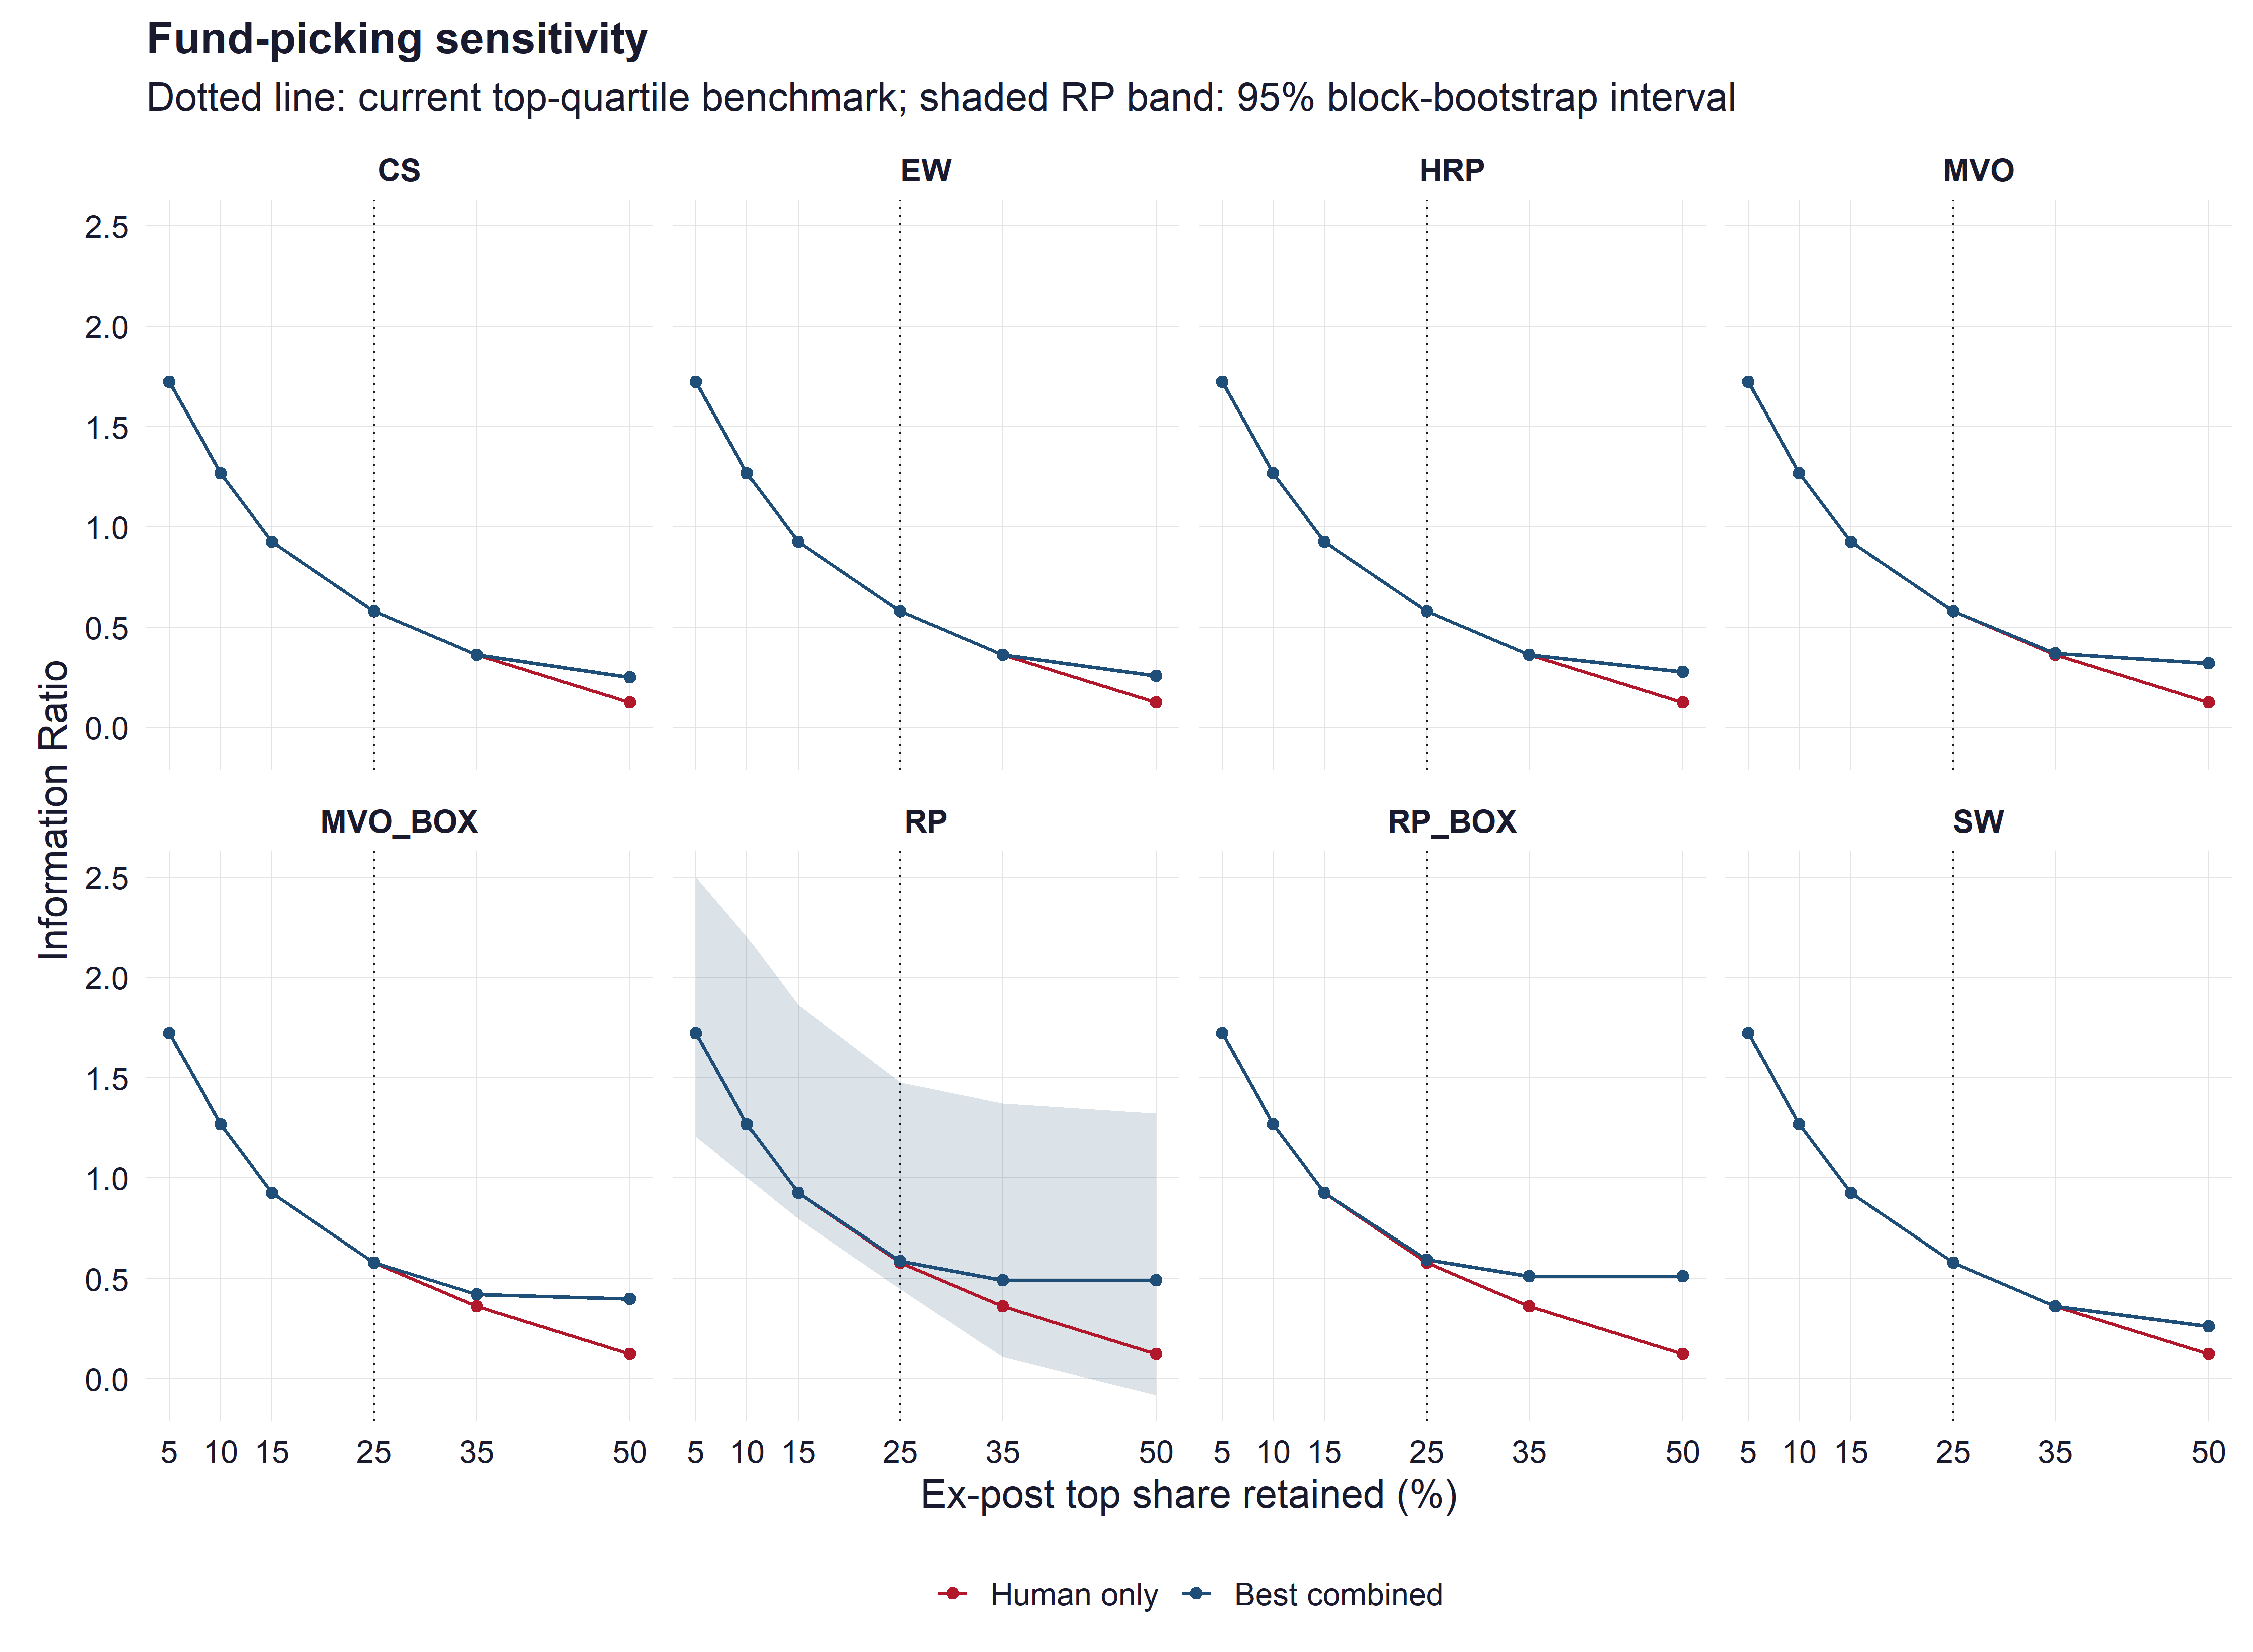 Fund-picking sensitivity
Dotted line: current top-quartile benchmark; shaded RP band: 95% block-bootstrap interval
CS EW HRP MVO
2.5
2.0
1.5
1.0
0.5
0.0
Information Ratio
MVO_BOX RP RP_BOX SW
2.5
2.0
1.5
1.0
0.5
0.0
5 10 15 25 35 50 5 10 15 25 35 50 5 10 15 25 35 50 5 10 15 25 35 50
Ex-post top share retained (%)
Human only Best combined